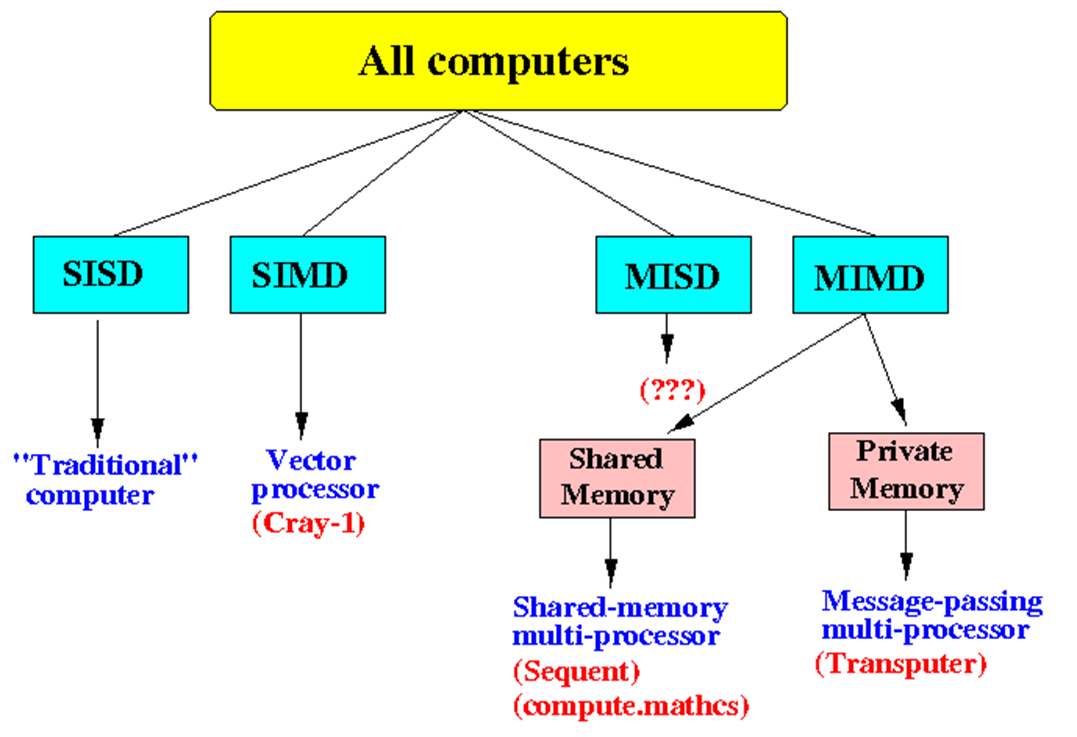 All computers
SISD
SIMD
MISD
MIMD
(???)
Shared
Memory
Private
Memory
"Traditional"
computer
Vector
processor
(Cray-1)
Shared-memory
multi-processor
(Sequent)
(compute.mathcs)
Message-passing
multi-processor
(Transputer)